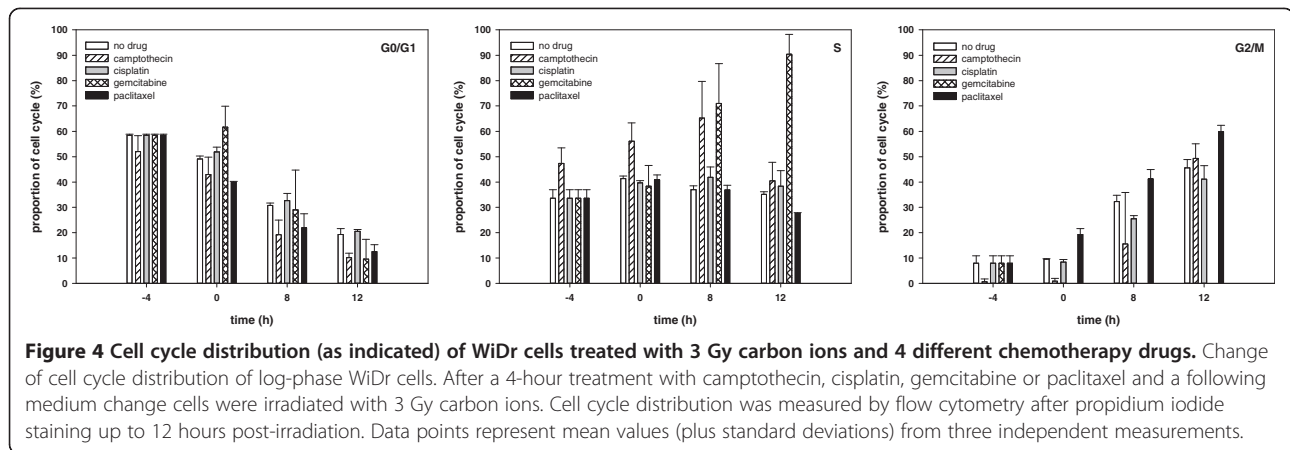 G0/G1
no drug
camptothecin
cisplatin
gemcitabine
paclitaxel
proportion of cell cycle (%)
100
90
80
70
60
50
40
30
20
10
0
-4 0 8 12
time (h)
S
no drug
camptothecin
cisplatin
gemcitabine
paclitaxel
proportion of cell cycle (%)
100
90
80
70
60
50
40
30
20
10
0
-4 0 8 12
time (h)
G2/M
no drug
camptothecin
cisplatin
gemcitabine
paclitaxel
proportion of cell cycle (%)
100
90
80
70
60
50
40
30
20
10
0
-4 0 8 12
time (h)
Figure 4 Cell cycle distribution (as indicated) of WiDr cells treated with 3 Gy carbon ions and 4 different chemotherapy drugs. Change
of cell cycle distribution of log-phase WiDr cells. After a 4-hour treatment with camptothecin, cisplatin, gemcitabine or paclitaxel and a following
medium change cells were irradiated with 3 Gy carbon ions. Cell cycle distribution was measured by flow cytometry after propidium iodide
staining up to 12 hours post-irradiation. Data points represent mean values (plus standard deviations) from three independent measurements.